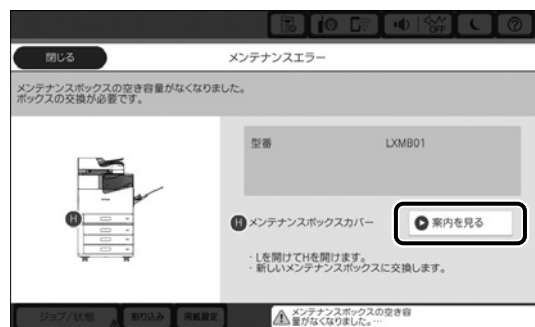 OFF
閉じる
メンテナンスエラー
メンテナンスボックスの空き容量がなくなりました。
ボックスの交換が必要です。
型番 LXMB01
H
H メンテナンスボックスカバー
案内を見る
・Lを開けてHを開けます。
・新しいメンテナンスボックスに交換します。
ジョブ/状態
割り込み
用紙設定
メンテナンスボックスの空き容
量がなくなりました。…